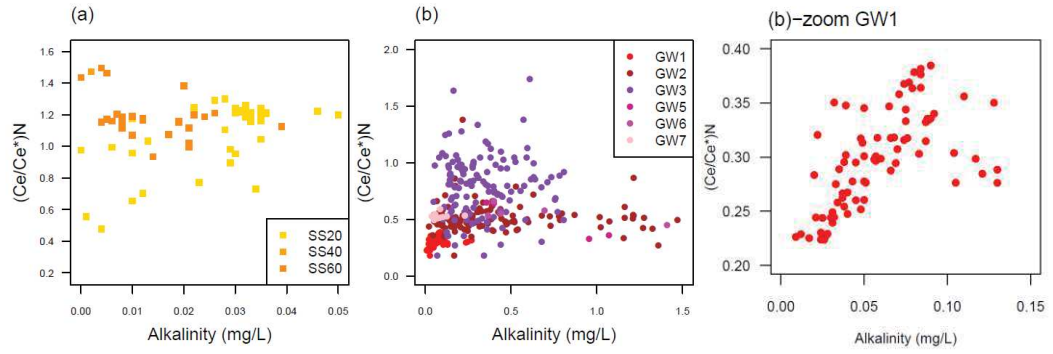 (a)
(Ce/Ce*)N
1.6
1.4
1.2
1.0
0.8
0.6
0.4
0.2
0.00
0.01
0.02
0.03
0.04
0.05
Alkalinity (mg/L)
SS20
SS40
SS60
(b)
(Ce/Ce*)N
2.0
1.5
1.0
0.5
0.0
0.0
0.5
1.0
1.5
Alkalinity (mg/L)
GW1
GW2
GW3
GW5
GW6
GW7
(b)−zoom GW1
(Ce/Ce*)N
0.40
0.35
0.30
0.25
0.20
0.00
0.05
0.10
0.15
Alkalinity (mg/L)